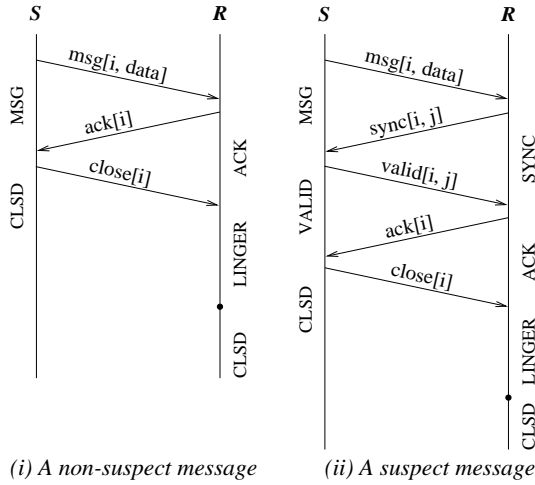 S
R
msg[i, data]
MSG
ack[i]
ACK
close[i]
CLSD
LINGER
CLSD
(i) A non-suspect message
S
R
msg[i, data]
MSG
sync[i, j]
SYNC
valid[i, j]
VALID
ack[i]
ACK
close[i]
CLSD
LINGER
CLSD
(ii) A suspect message